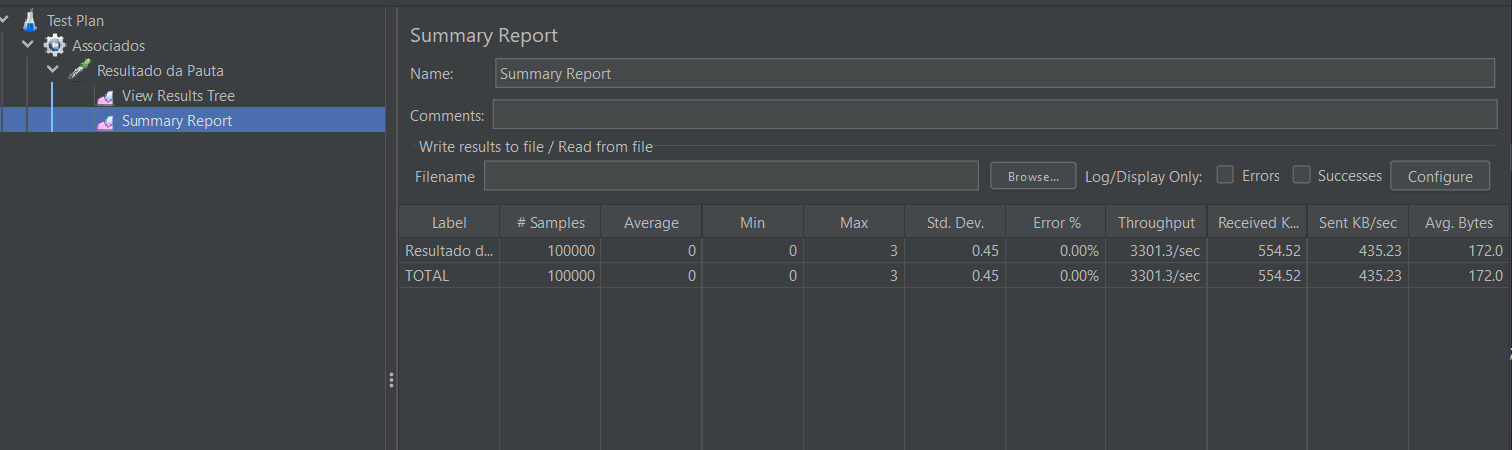 Test Plan
Associados
Resultado da Pauta
View Results Tree
Summary Report
Summary Report
Name: Summary Report
Comments:
Write results to file / Read from file
Filename Browse... Log/Display Only: Errors Successes Configure
Label # Samples Average Min Max Std. Dev. Error % Throughput Received K... Sent KB/sec Avg. Bytes
Resultado d... 100000 0 0 3 0.45 0.00% 3301.3/sec 554.52 435.23 172.0
TOTAL 100000 0 0 3 0.45 0.00% 3301.3/sec 554.52 435.23 172.0